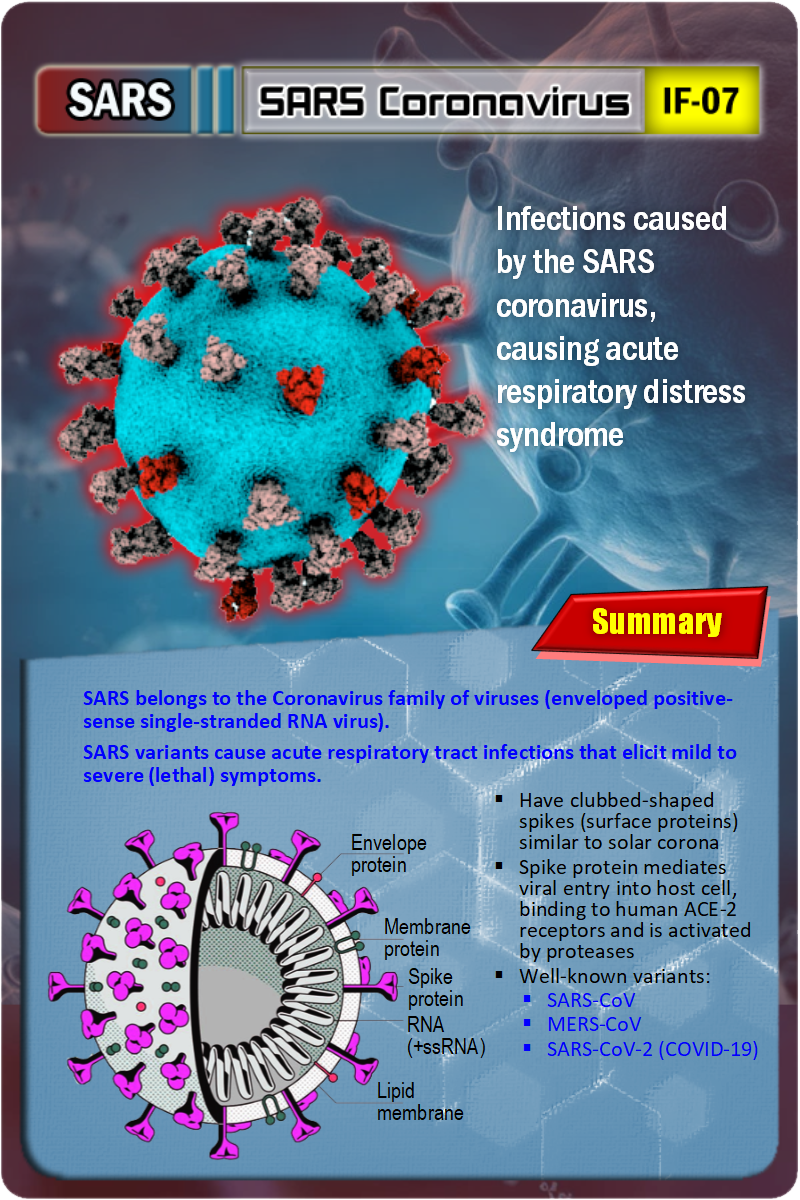 SARS
SARS Coronavirus
IF-07
Infections caused
by the SARS
coronavirus,
causing acute
respiratory distress
syndrome
Summary
SARS belongs to the Coronavirus family of viruses (enveloped positive-
sense single-stranded RNA virus).
SARS variants cause acute respiratory tract infections that elicit mild to
severe (lethal) symptoms.
▪ Have clubbed-shaped
spikes (surface proteins)
similar to solar corona
▪ Spike protein mediates
viral entry into host cell,
binding to human ACE-2
receptors and is activated
by proteases
▪ Well-known variants:
▪ SARS-CoV
▪ MERS-CoV
▪ SARS-CoV-2 (COVID-19)
Envelope
protein
Membrane
protein
Spike
protein
RNA
(+ssRNA)
Lipid
membrane